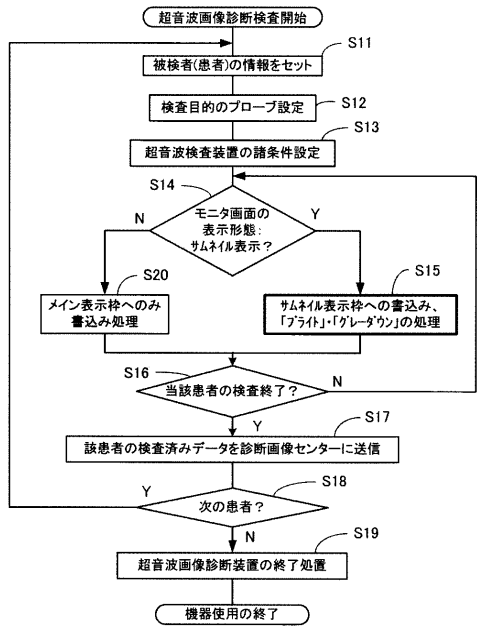 超音波画像診断検査開始
S11
被検者(患者)の情報をセット
S12
検査目的のプローブ設定
S13
超音波検査装置の諸条件設定
S14
モニタ画面の
表示形態:
サムネイル表示?
N
Y
S20
メイン表示枠へのみ
書込み処理
S15
サムネイル表示枠への書込み、
「ブライト」・「グレーダウン」の処理
S16
当該患者の検査終了?
N
Y
S17
該患者の検査済みデータを診断画像センターに送信
S18
次の患者?
Y
N
S19
超音波画像診断装置の終了処置
機器使用の終了